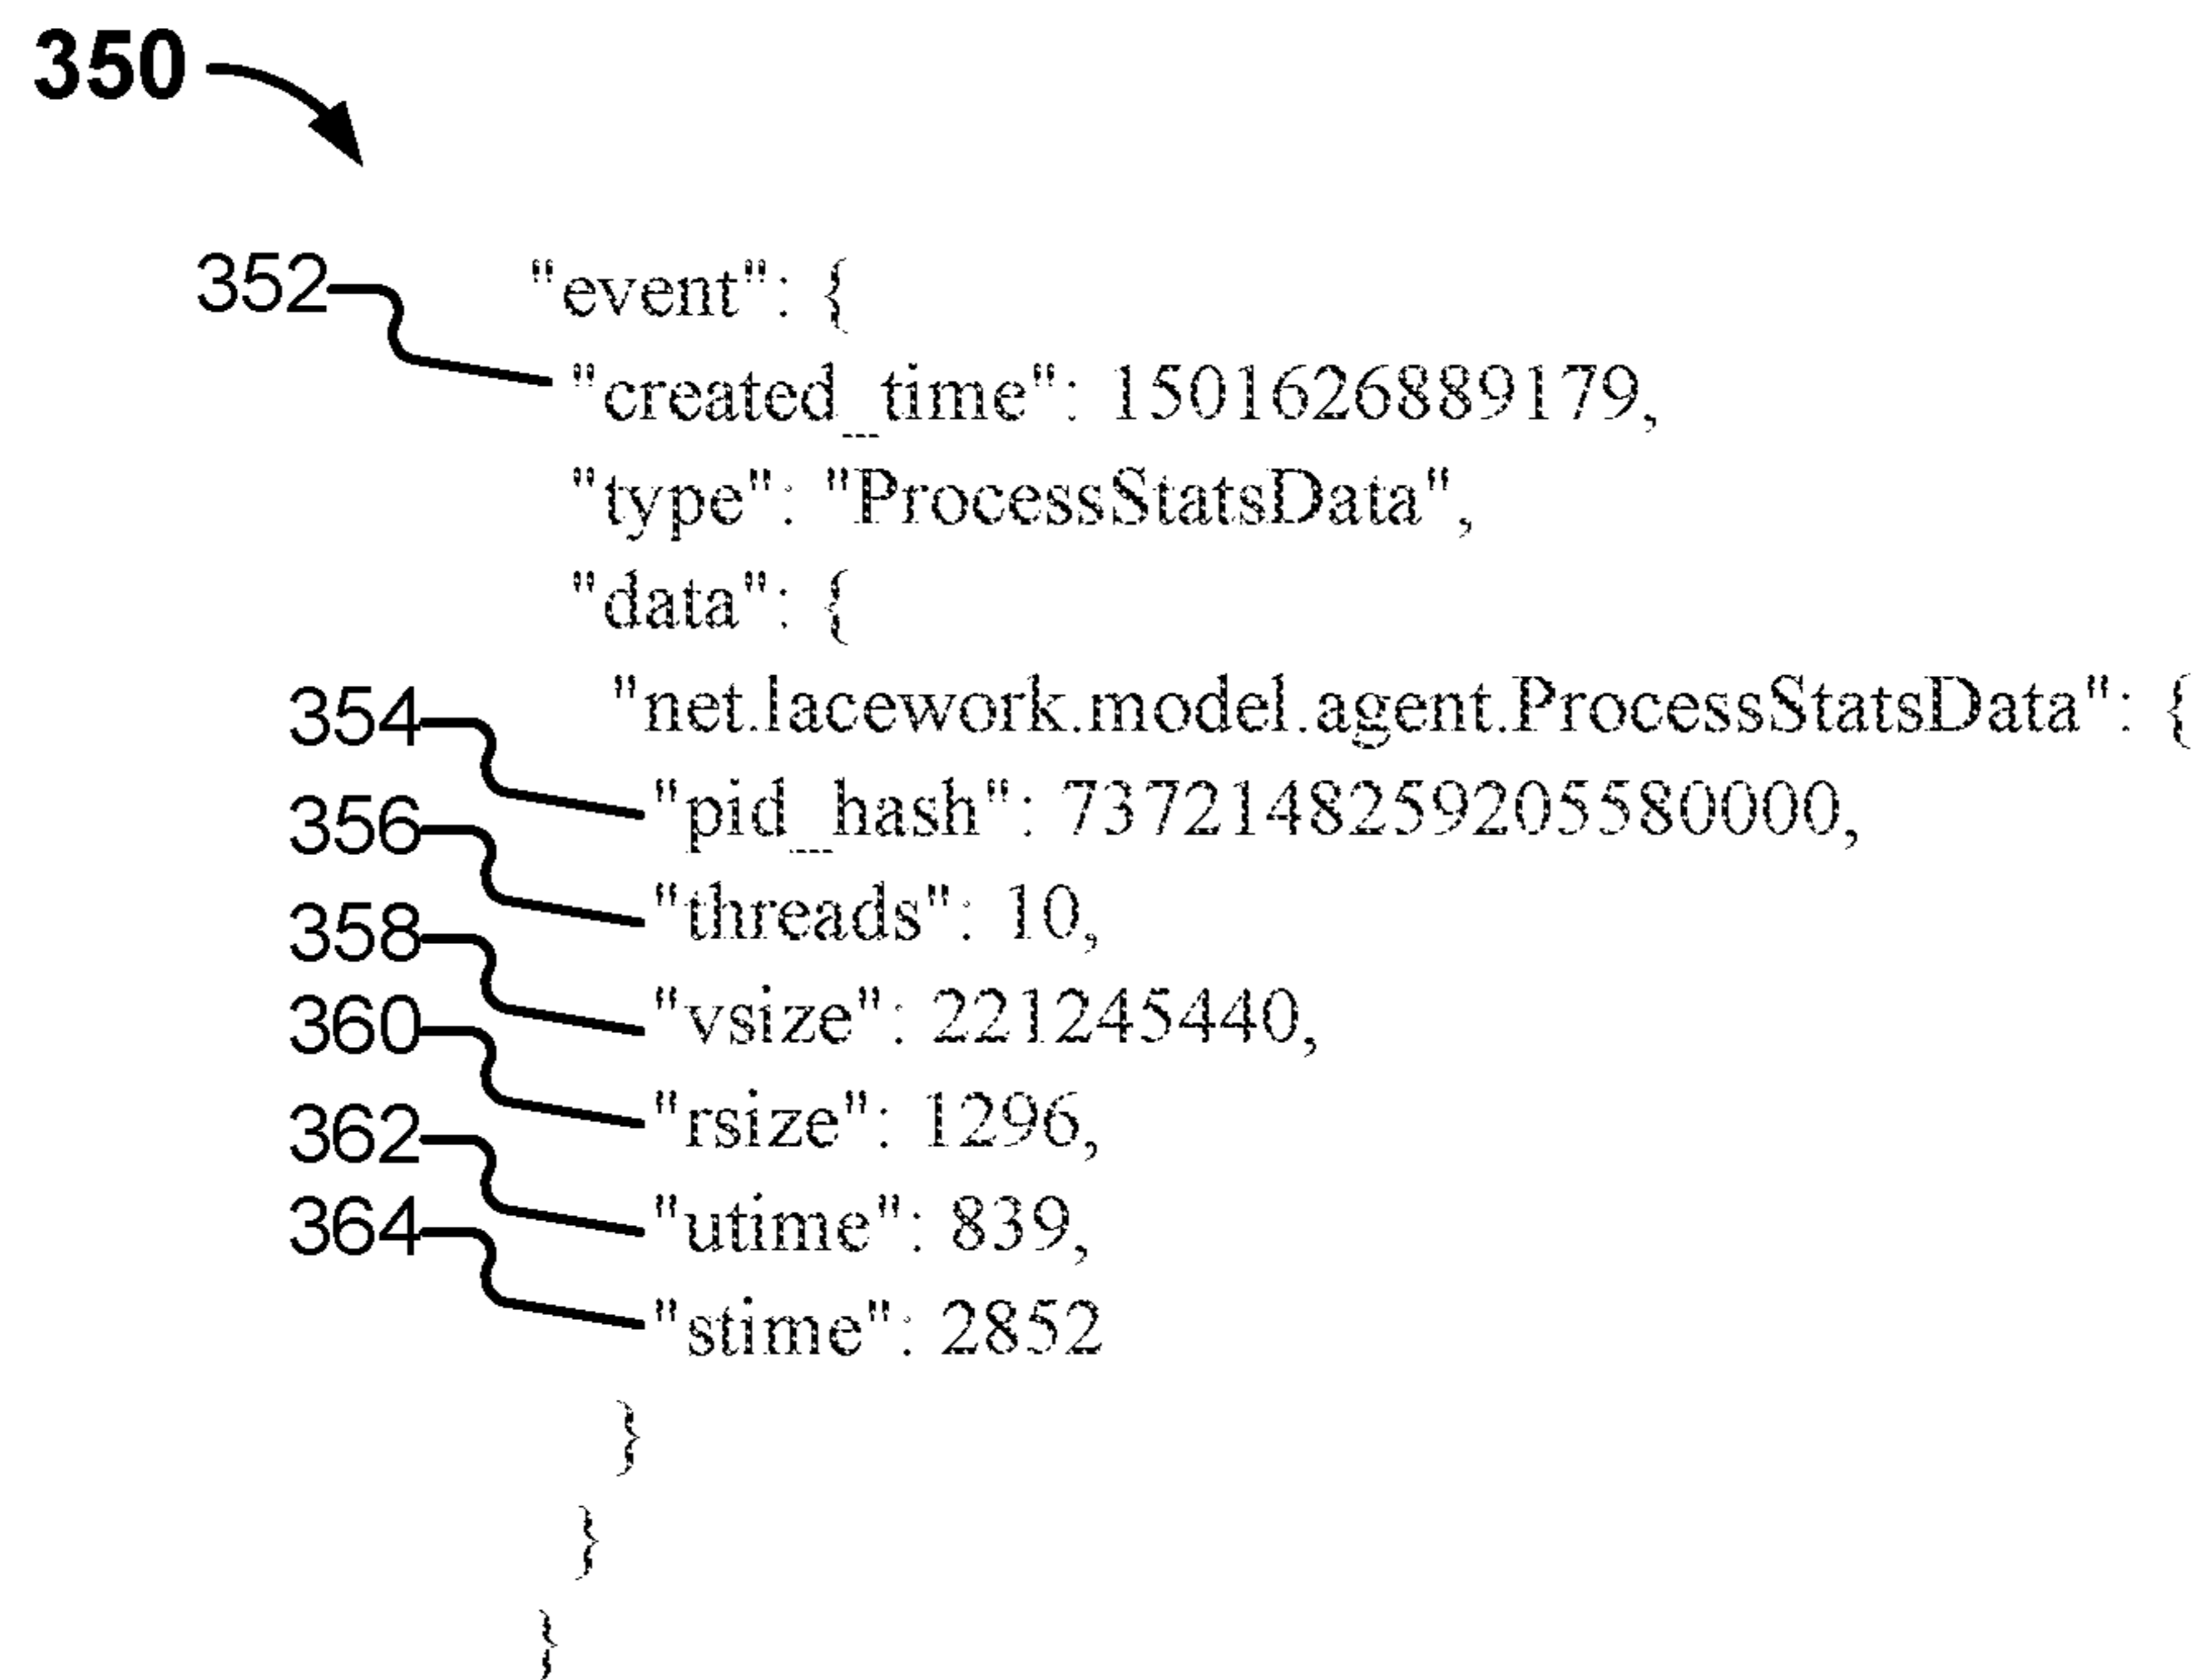 350
352 "event": {
"created_time": 1501626889179,
"type": "ProcessStatsData",
"data": {
"net.lacework.model.agent.ProcessStatsData": {
354 "pid_hash": 7372148259205580000,
356 "threads": 10,
358 "vsize": 221245440,
360 "rsize": 1296,
362 "utime": 839,
364 "stime": 2852
}
}
}